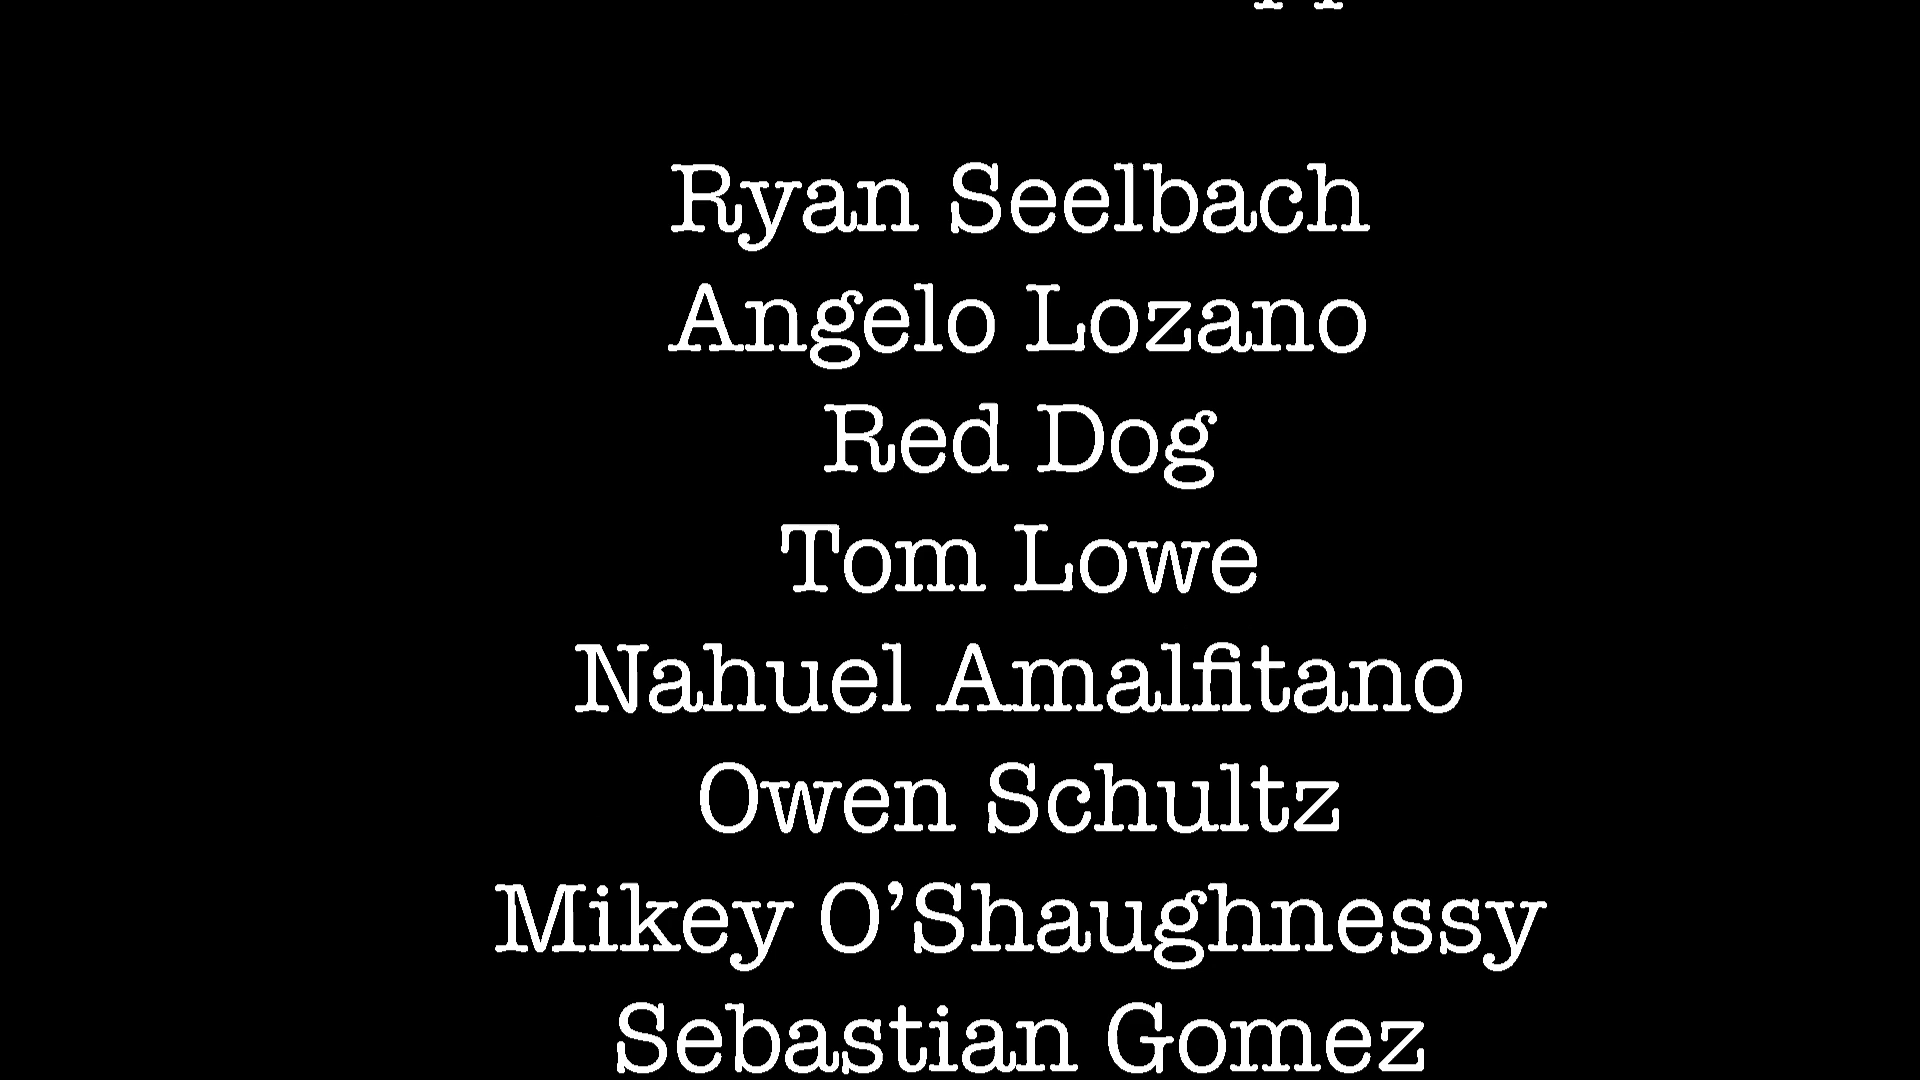 Ryan Seelbach
Angelo Lozano
Red Dog
Tom Lowe
Nahuel Amalfitano
Owen Schultz
Mikey O’Shaughnessy
Sebastian Gomez